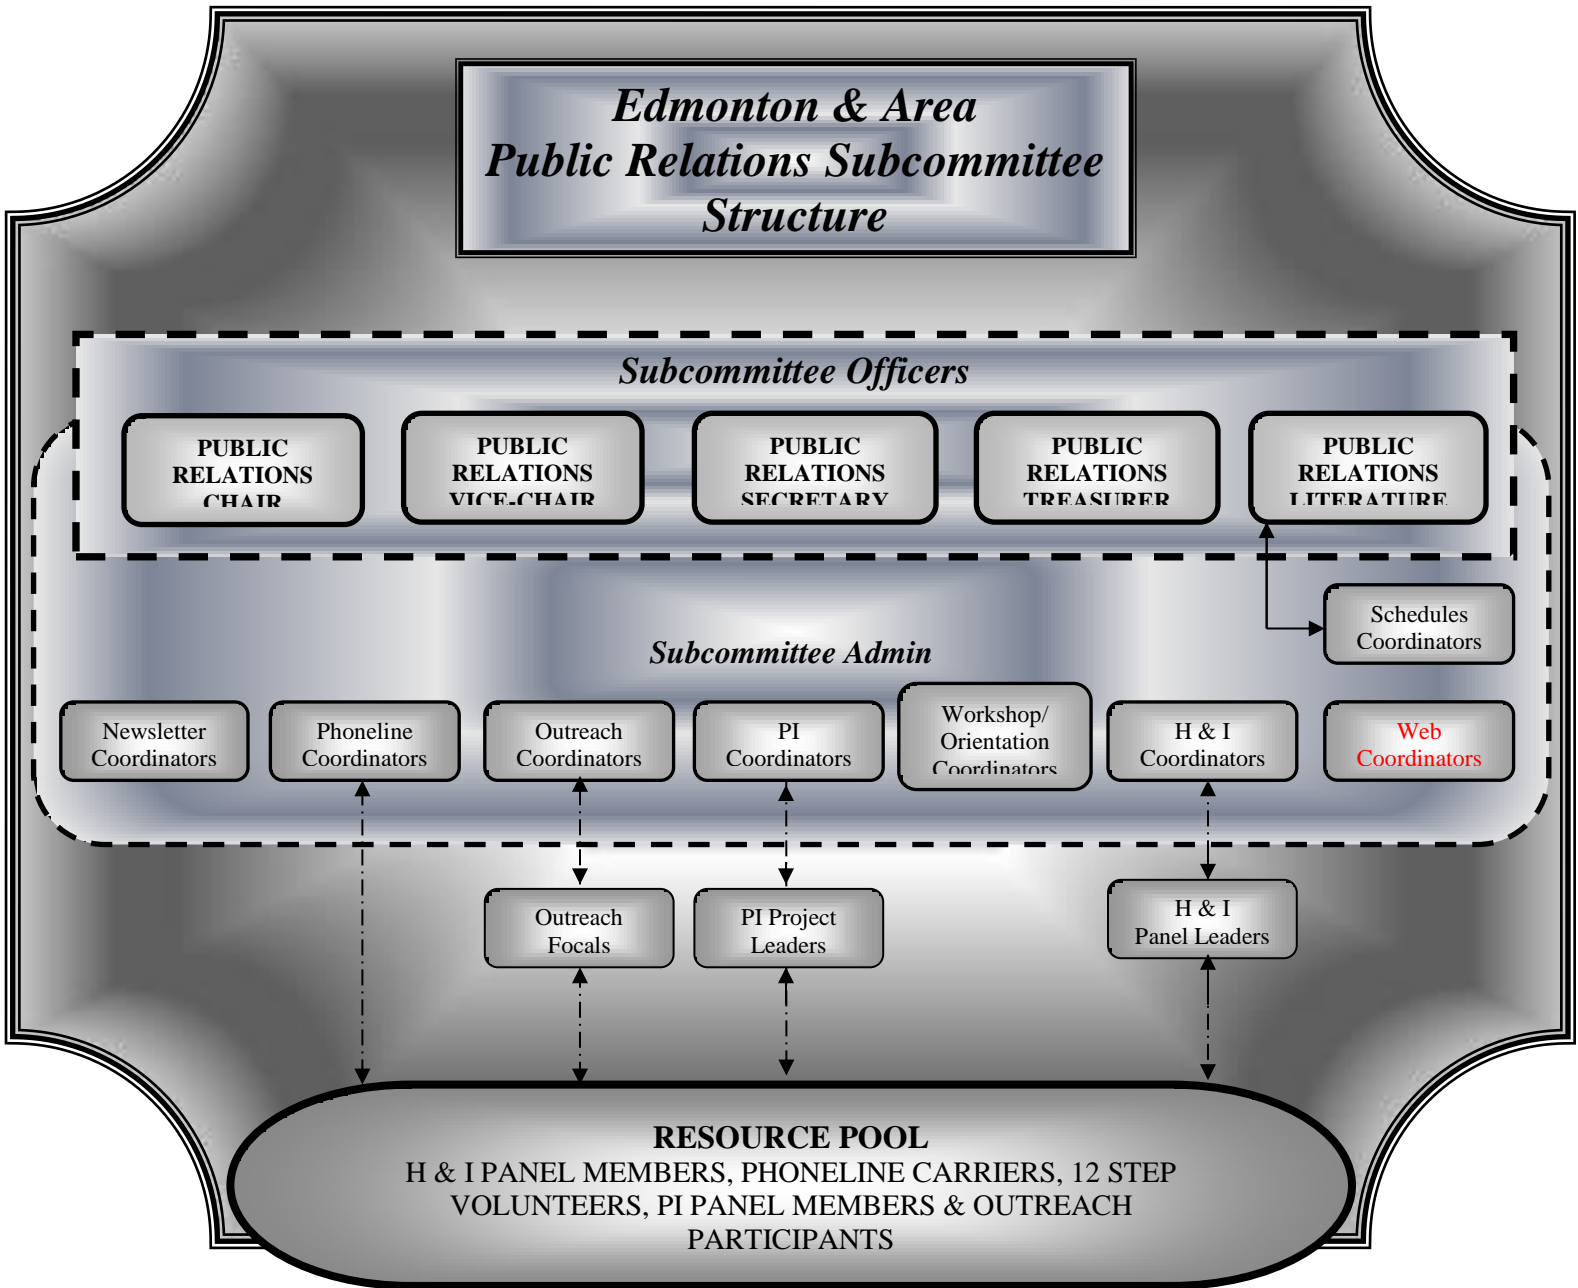 Edmonton & Area
Public Relations Subcommittee
Structure
Subcommittee Officers
PUBLIC
RELATIONS
CHAIR
PUBLIC
RELATIONS
VICE-CHAIR
PUBLIC
RELATIONS
SECRETARY
PUBLIC
RELATIONS
TREASURER
PUBLIC
RELATIONS
LITERATURE
Schedules
Coordinators
Subcommittee Admin
Newsletter
Coordinators
Phoneline
Coordinators
Outreach
Coordinators
PI
Coordinators
Workshop/
Orientation
Coordinators
H & I
Coordinators
Web
Coordinators
Outreach
Focals
PI Project
Leaders
H & I
Panel Leaders
RESOURCE POOL
H & I PANEL MEMBERS, PHONELINE CARRIERS, 12 STEP
VOLUNTEERS, PI PANEL MEMBERS & OUTREACH
PARTICIPANTS